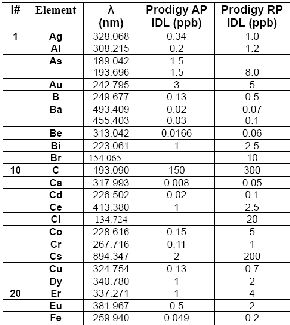 I# Element λ (nm) Prodigy AP IDL (ppb) Prodigy RP IDL (ppb)
1 Ag 328.068 0.34 1.0
Al 308.215 0.2 1.2
As 189.042 1.5
193.696 1.5 8.0
Au 242.795 3 5
B 249.677 0.13 0.5
Ba 493.409 0.02 0.07
455.403 0.03 0.1
Be 313.042 0.0166 0.06
Bi 223.061 1 2.5
Br 154.065 10
10 C 193.090 150 300
Ca 317.993 0.008 0.05
Cd 226.502 0.02 0.1
Ce 413.380 1 2.5
Cl 134.724 20
Co 228.616 0.15 5
Cr 267.716 0.11 1
Cs 894.347 2 200
Cu 324.754 0.13 0.7
Dy 340.780 1 2
20 Er 337.271 1 4
Eu 381.967 0.5 2
Fe 259.940 0.049 0.2